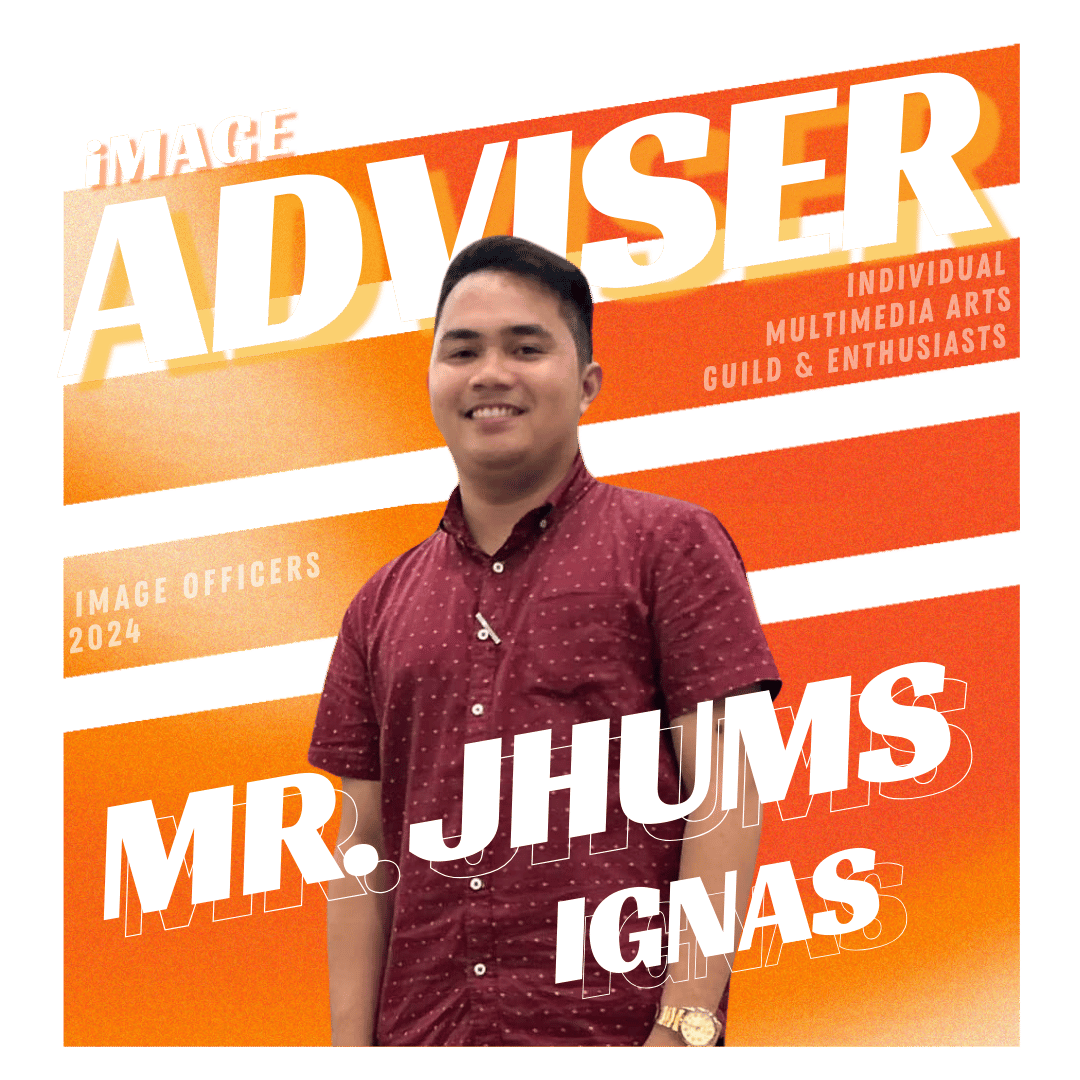 iMAGE
ADVISER
INDIVIDUAL
MULTIMEDIA ARTS
GUILD & ENTHUSIASTS
IMAGE OFFICERS
2024
MR. JHUMS
IGNAS